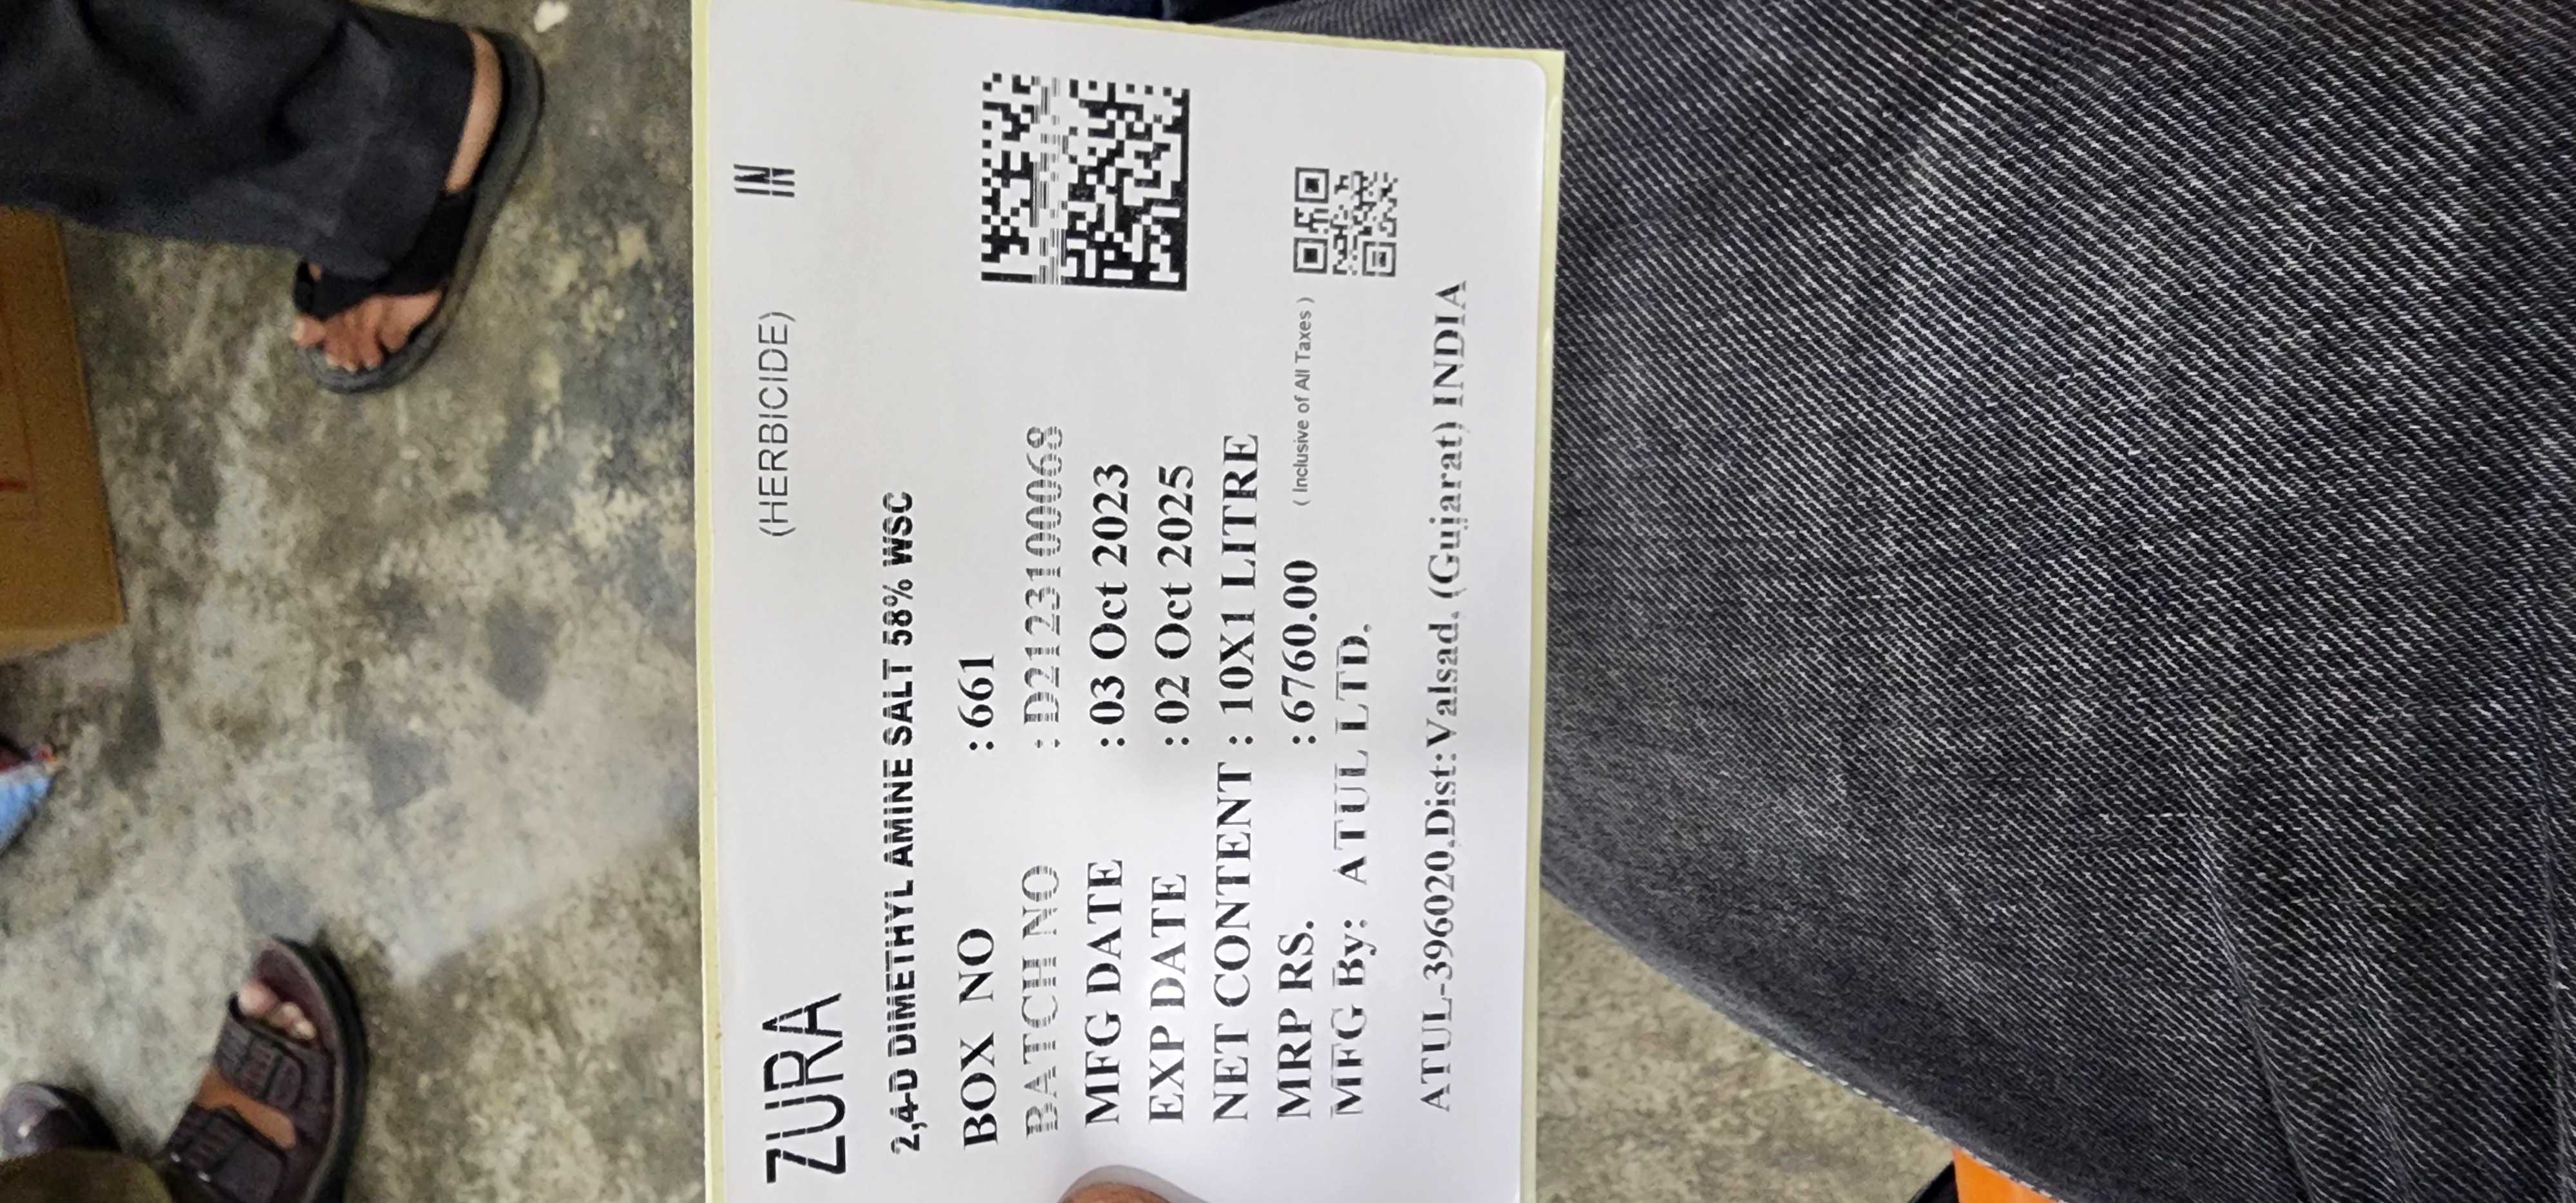 ZURA (HERBICIDE) IN
2,4-D DIMETHYL AMINE SALT 58% WSC
BOX NO : 661
BATCH NO : D2123100068
MFG DATE : 03 Oct 2023
EXP DATE : 02 Oct 2025
NET CONTENT : 10X1 LITRE
MRP RS. : 6760.00 ( Inclusive of All Taxes )
MFG By: ATUL LTD.
ATUL-396020,Dist: Valsad, (Gujarat) INDIA